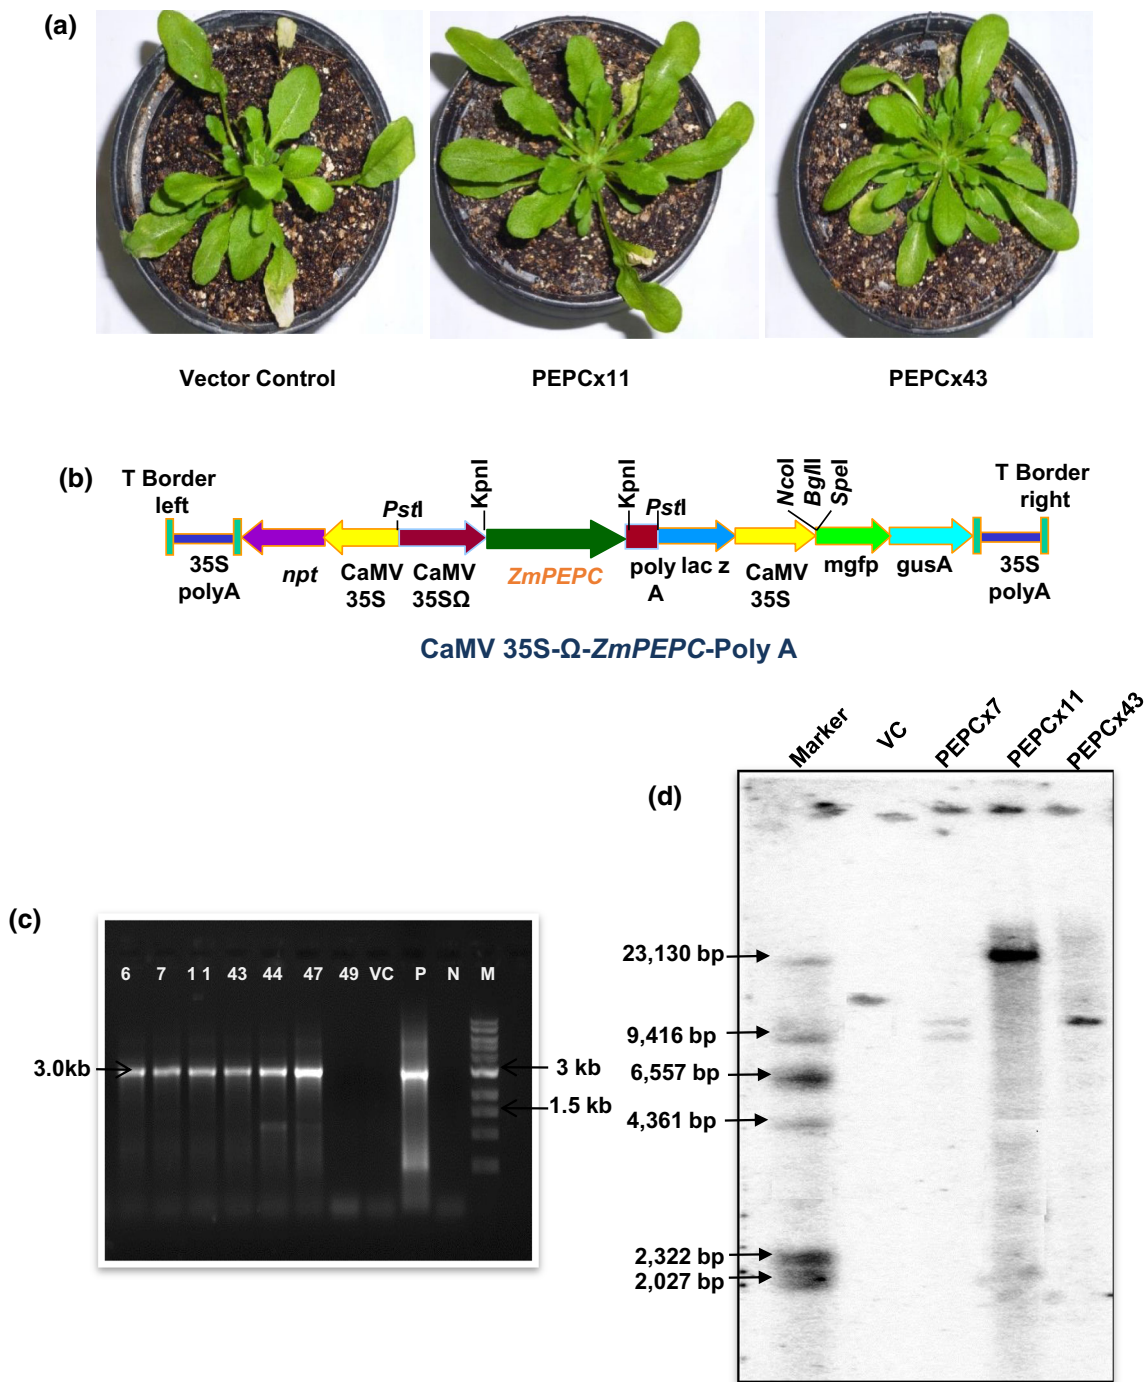 (a)
Vector Control
PEPCx11
PEPCx43
(b)
T Border
left
35S
polyA
npt
CaMV
35S
PstI
CaMV
35SΩ
KpnI
ZmPEPC
KpnI
PstI
poly
A
lac z
CaMV
35S
NcoI
BglII
SpeI
mgfp
gusA
T Border
right
35S
polyA
CaMV 35S-Ω-ZmPEPC-Poly A
(c)
6 7 11 43 44 47 49 VC P N M
3.0kb
3 kb
1.5 kb
(d)
Marker
VC
PEPCx7
PEPCx11
PEPCx43
23,130 bp
9,416 bp
6,557 bp
4,361 bp
2,322 bp
2,027 bp